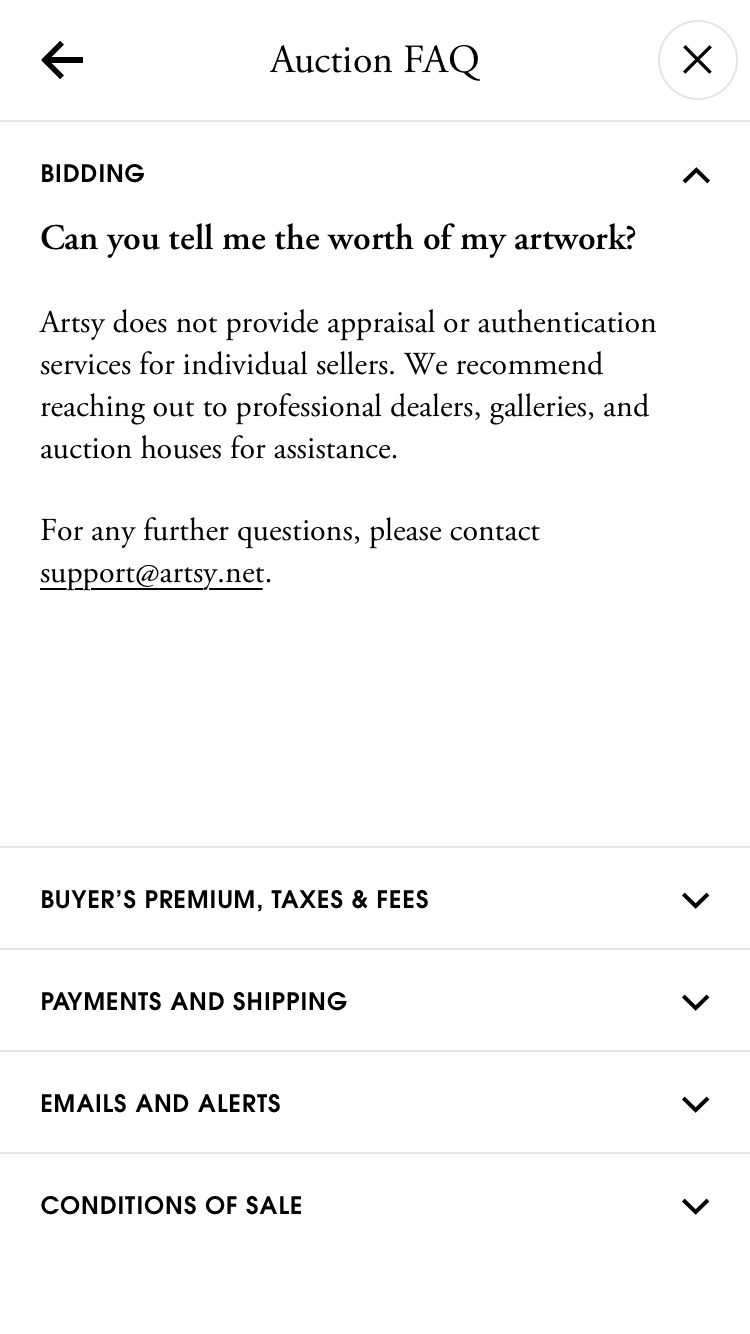 Auction FAQ
BIDDING
Can you tell me the worth of my artwork?
Artsy does not provide appraisal or authentication
services for individual sellers. We recommend
reaching out to professional dealers, galleries, and
auction houses for assistance.
For any further questions, please contact
support@artsy.net.
BUYER’S PREMIUM, TAXES & FEES
PAYMENTS AND SHIPPING
EMAILS AND ALERTS
CONDITIONS OF SALE